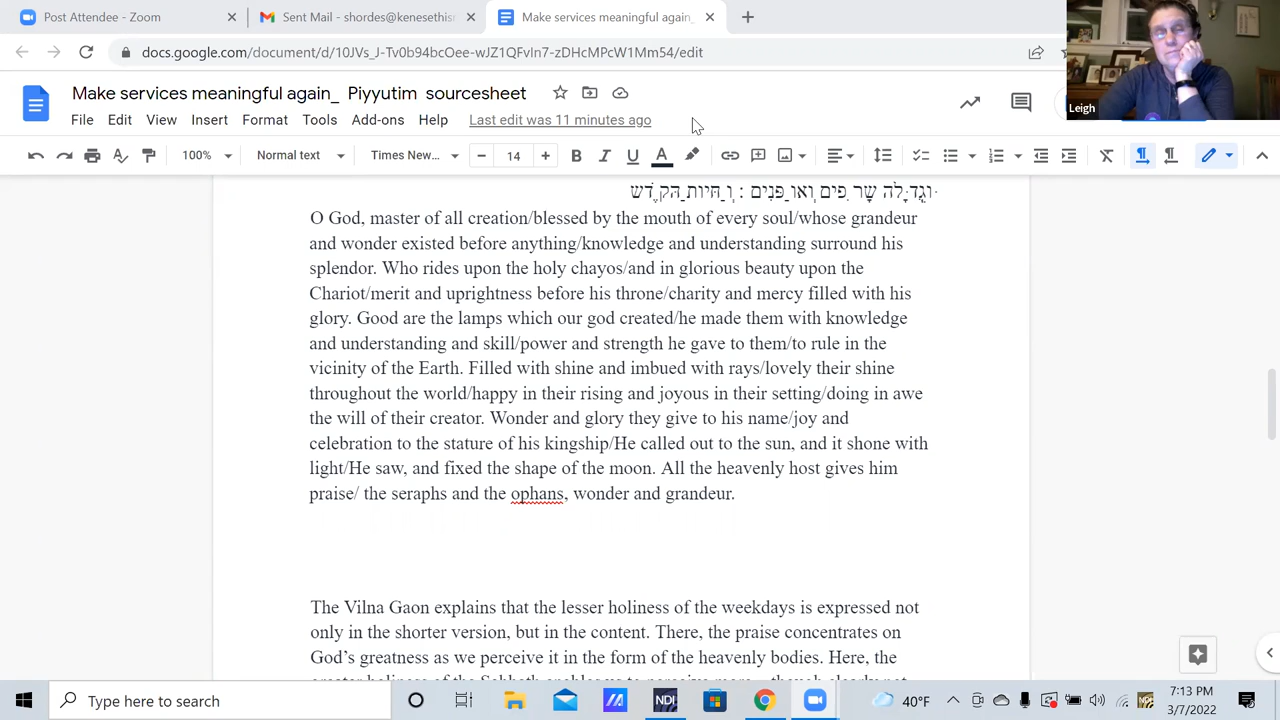 Post Attendee - Zoom
Sent Mail - shores@kenesethis
Make services meaningful again_
docs.google.com/document/d/10JV5J-Tv0b94bcOee-wJZ1QFvIn7-zDHcMPcW1Mm54/edit
Make services meaningful again_ Piyvutim sourcesheet
Leigh
File Edit View Insert Format Tools Add-ons Help Last edit was 11 minutes ago
100% Normal text Times New... 14
O God, master of all creation/blessed by the mouth of every soul/whose grandeur
and wonder existed before anything/knowledge and understanding surround his
splendor. Who rides upon the holy chayos/and in glorious beauty upon the
Chariot/merit and uprightness before his throne/charity and mercy filled with his
glory. Good are the lamps which our god created/he made them with knowledge
and understanding and skill/power and strength he gave to them/to rule in the
vicinity of the Earth. Filled with shine and imbued with rays/lovely their shine
throughout the world/happy in their rising and joyous in their setting/doing in awe
the will of their creator. Wonder and glory they give to his name/joy and
celebration to the stature of his kingship/He called out to the sun, and it shone with
light/He saw, and fixed the shape of the moon. All the heavenly host gives him
praise/ the seraphs and the ophans, wonder and grandeur.
The Vilna Gaon explains that the lesser holiness of the weekdays is expressed not
only in the shorter version, but in the content. There, the praise concentrates on
God's greatness as we perceive it in the form of the heavenly bodies. Here, the
Type here to search
NDI
40°F
7:13 PM
3/7/2022